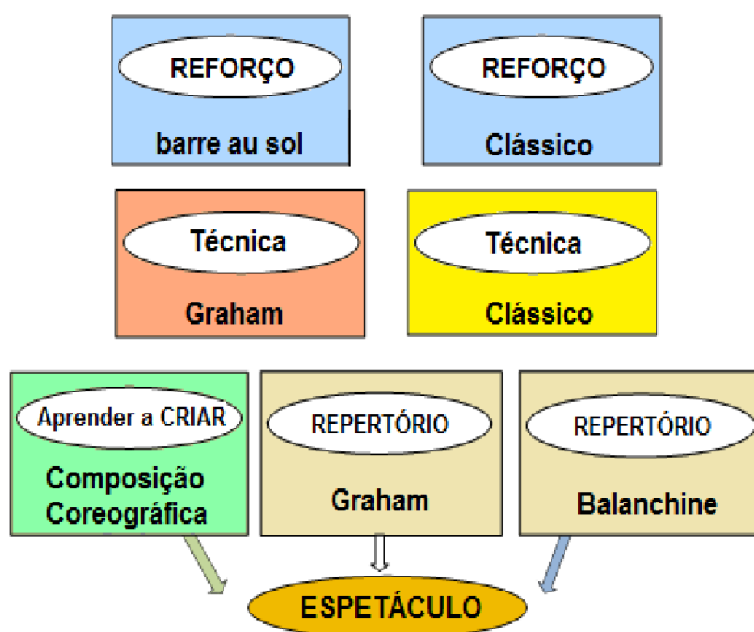 REFORÇO
barre au sol
REFORÇO
Clássico
Técnica
Graham
Técnica
Clássico
Aprender a CRIAR
Composição
Coreográfica
REPERTÓRIO
Graham
REPERTÓRIO
Balanchine
ESPETÁCULO